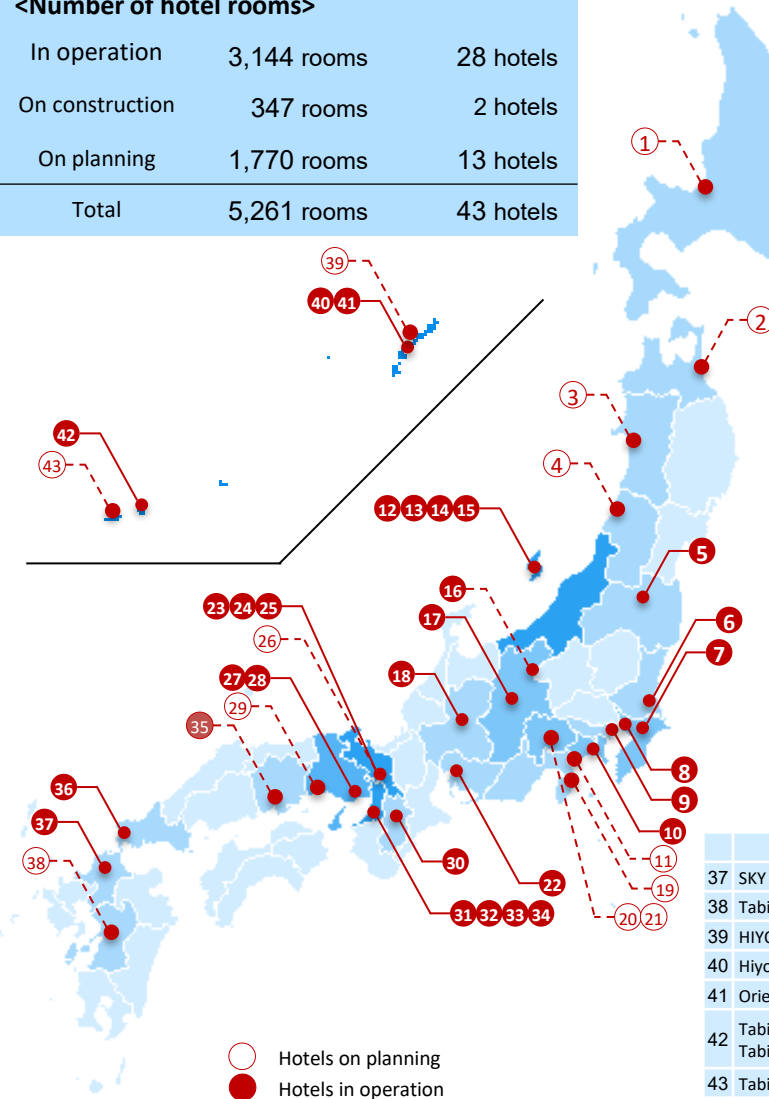 <Number of hotel rooms>
In operation 3,144 rooms 28 hotels
On construction 347 rooms 2 hotels
On planning 1,770 rooms 13 hotels
Total 5,261 rooms 43 hotels
1
39
40 41
2
3
42
43
4
12 13 14 15
5
16
23 24 25
17
6
26
7
18
27 28
29
35
8
36
9
37
10
38
11
30
22
19
31 32 33 34
20 21
37 SKY
38 Tabi
39 HIYO
40 Hiyo
41 Orie
42 Tabi
Tabi
43 Tabi
Hotels on planning
Hotels in operation